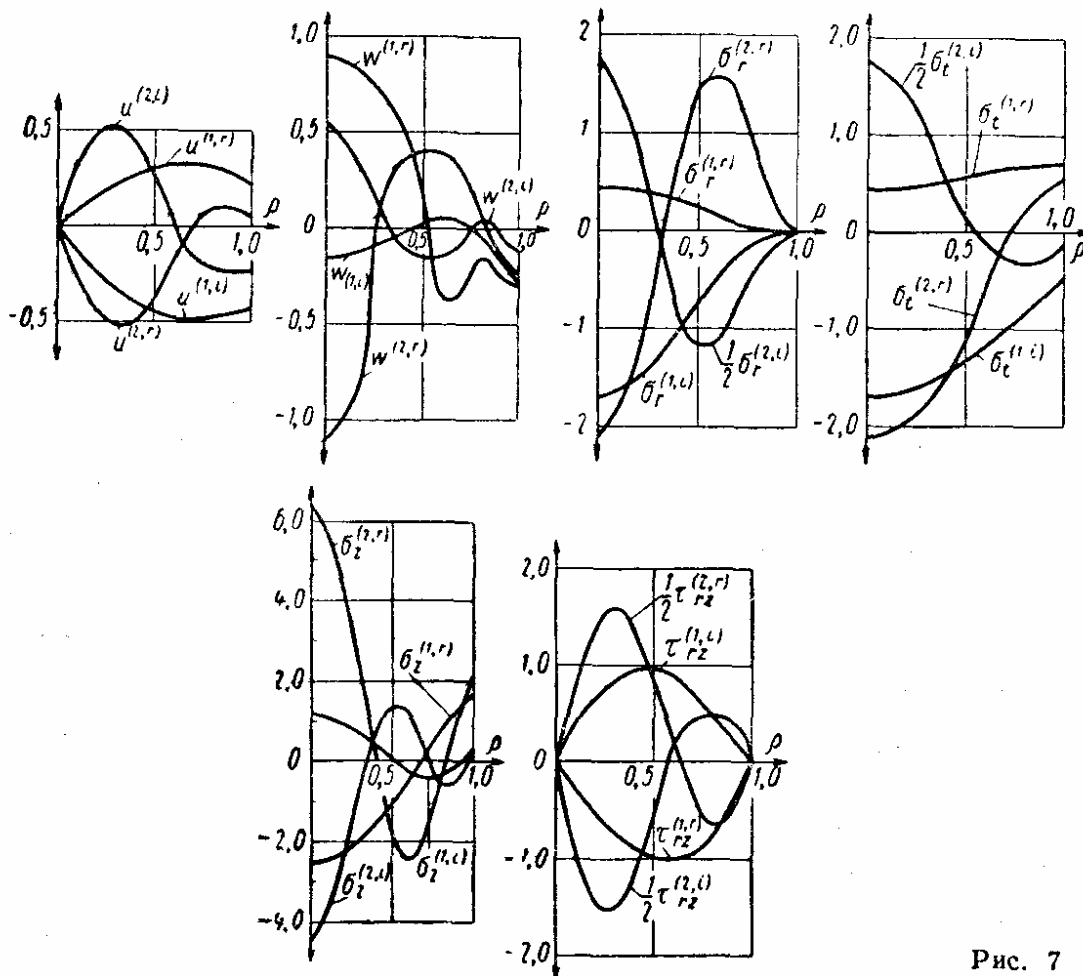 0,5
0
-0,5
u^(2,i)
u^(1,r)
0,5
1,0
ρ
u^(1,i)
u^(2,r)
1,0
0,5
0
-0,5
-1,0
w^(1,r)
w^(2,i)
ρ
0,5
1,0
w(1,i)
w^(2,r)
2
1
0
-1
-2
σ_r^(2,r)
σ_r^(1,r)
ρ
0,5
1,0
σ_r^(1,i)
1/2 σ_r^(2,i)
2,0
1,0
0
-1,0
-2,0
1/2 σ_t^(2,i)
σ_t^(1,r)
0,5
1,0
ρ
σ_t^(2,r)
σ_t^(1,i)
6,0
4,0
2,0
0
-2,0
-4,0
σ_z^(2,r)
σ_z^(1,r)
ρ
0,5
1,0
σ_z^(1,i)
σ_z^(2,i)
2,0
1,0
0
-1,0
-2,0
1/2 τ_rz^(2,r)
τ_rz^(1,i)
ρ
0,5
1,0
τ_rz^(1,r)
1/2 τ_rz^(2,i)
Рис. 7